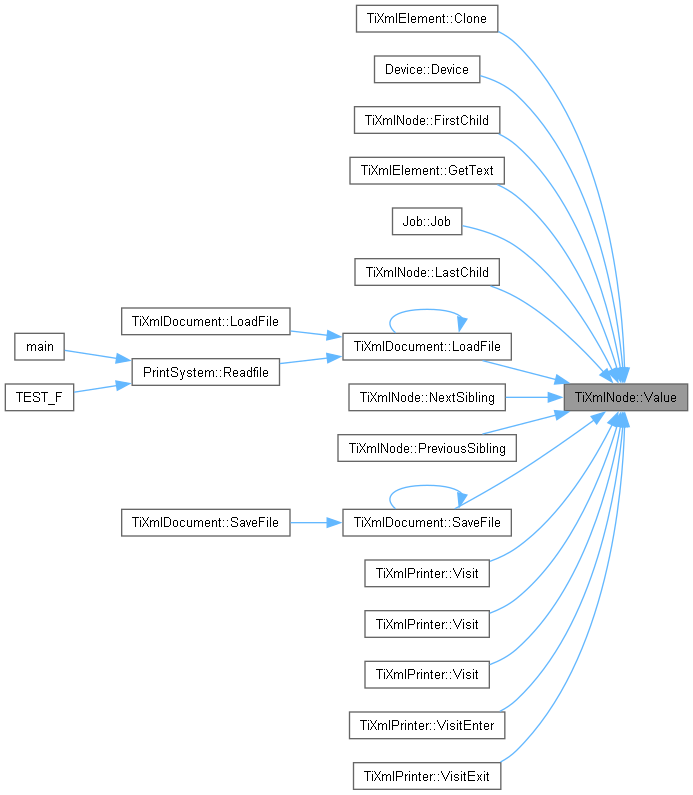 TiXmlElement::Clone
Device::Device
TiXmlNode::FirstChild
TiXmlElement::GetText
Job::Job
TiXmlNode::LastChild
TiXmlDocument::LoadFile
TiXmlDocument::LoadFile
main
PrintSystem::Readfile
TEST_F
TiXmlNode::NextSibling
TiXmlNode::Value
TiXmlNode::PreviousSibling
TiXmlDocument::SaveFile
TiXmlDocument::SaveFile
TiXmlPrinter::Visit
TiXmlPrinter::Visit
TiXmlPrinter::Visit
TiXmlPrinter::VisitEnter
TiXmlPrinter::VisitExit